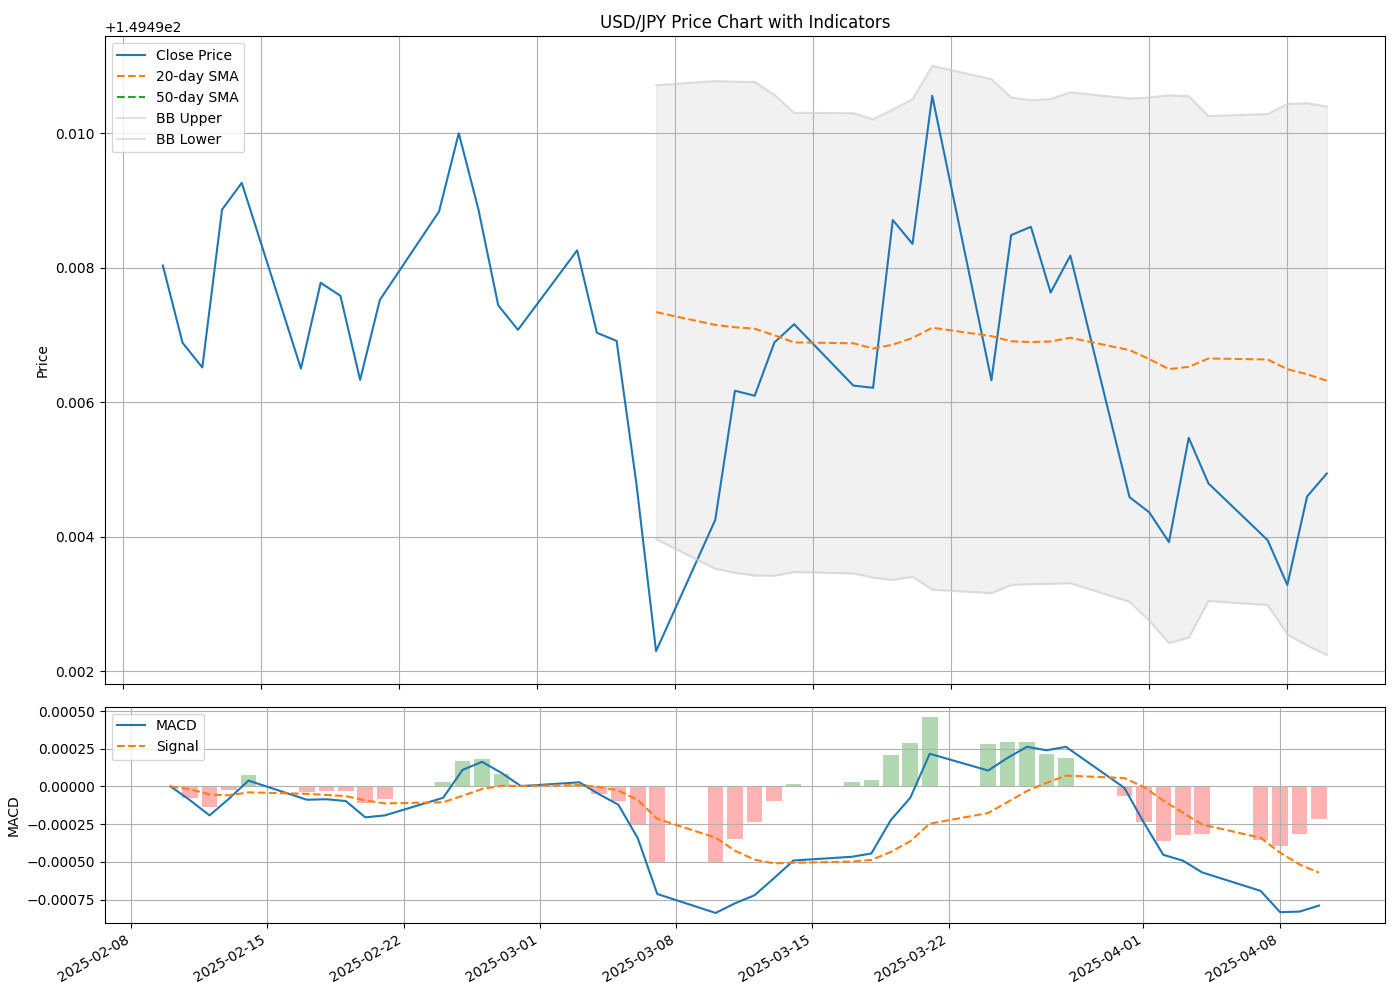 USD/JPY Price Chart with Indicators
+1.4949e2
Close Price
20-day SMA
50-day SMA
BB Upper
BB Lower
0.010
0.008
0.006
0.004
0.002
Price
MACD
Signal
0.00050
0.00025
0.00000
−0.00025
−0.00050
−0.00075
MACD
2025-02-08
2025-02-15
2025-02-22
2025-03-01
2025-03-08
2025-03-15
2025-03-22
2025-04-01
2025-04-08